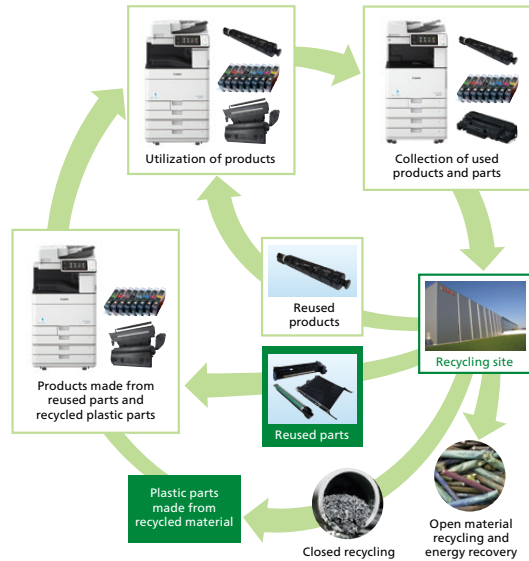 Utilization of products
Collection of used
products and parts
Reused
products
Recycling site
Products made from
reused parts and
recycled plastic parts
Reused parts
Plastic parts
made from
recycled material
Closed recycling
Open material
recycling and
energy recovery